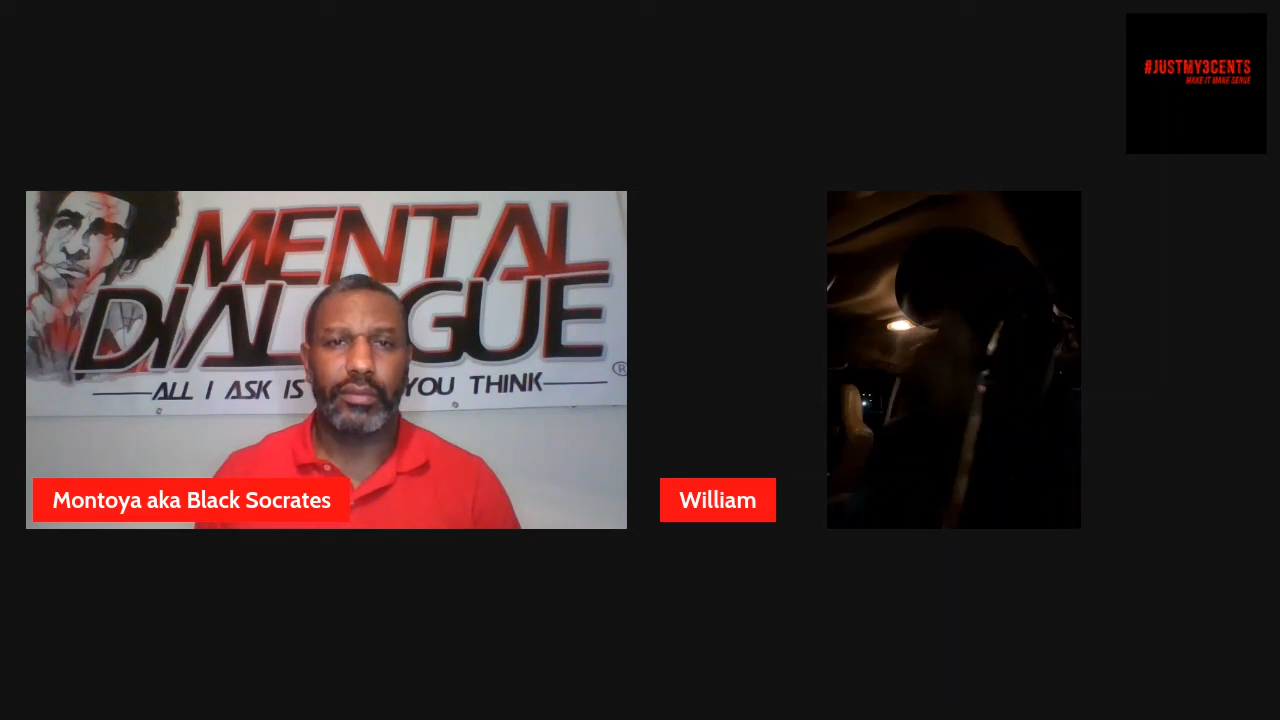 #JUSTMY3CENTS
MAKE IT MAKE SENSE
MENTAL
DIAL GUE
®
ALL I ASK IS YOU THINK
Montoya aka Black Socrates
William